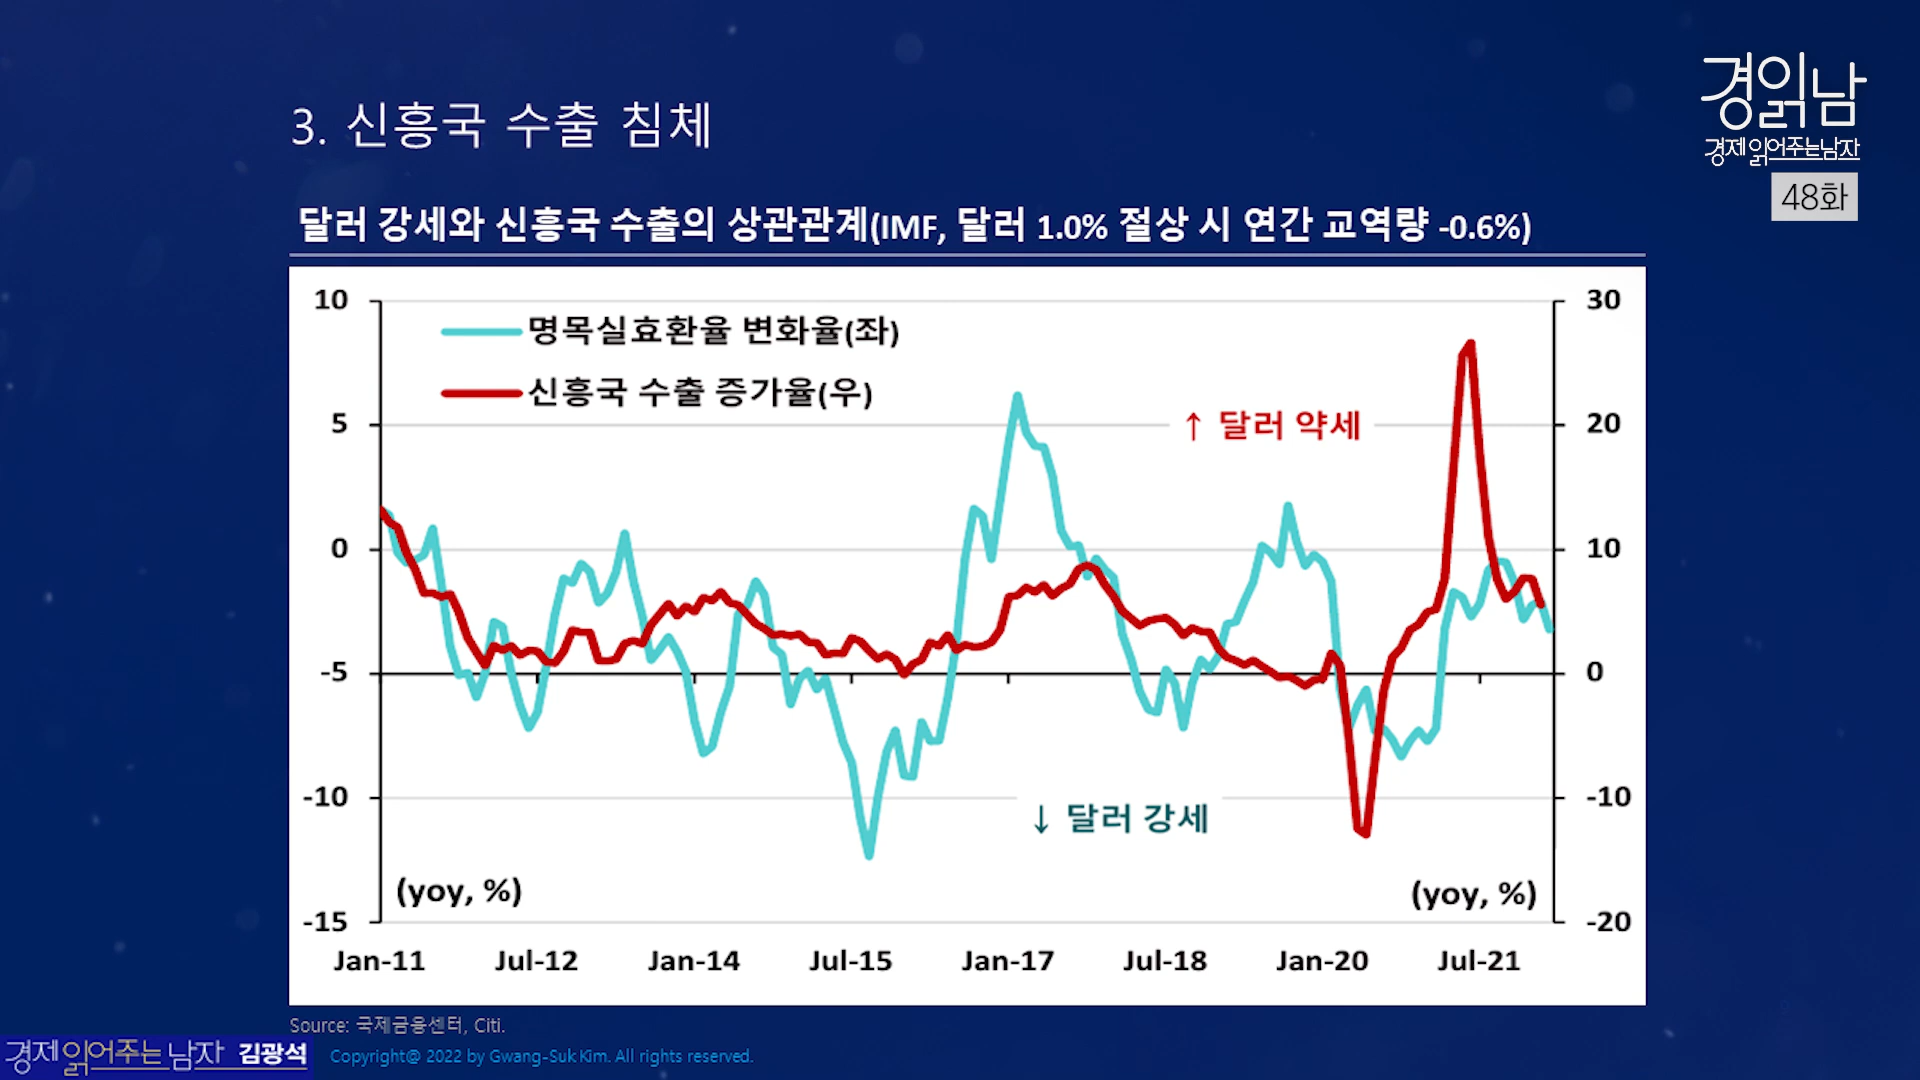 경읽남
경제 읽어주는남자
48화
3. 신흥국 수출 침체
달러 강세와 신흥국 수출의 상관관계(IMF, 달러 1.0% 절상 시 연간 교역량 -0.6%)
10
5
0
-5
-10
-15
30
20
10
0
-10
-20
명목실효환율 변화율(좌)
신흥국 수출 증가율(우)
↑ 달러 약세
↓ 달러 강세
(yoy, %)
(yoy, %)
Jan-11 Jul-12 Jan-14 Jul-15 Jan-17 Jul-18 Jan-20 Jul-21
Source: 국제금융센터, Citi.
경제 읽어주는 남자 김광석
Copyright@ 2022 by Gwang-Suk Kim. All rights reserved.